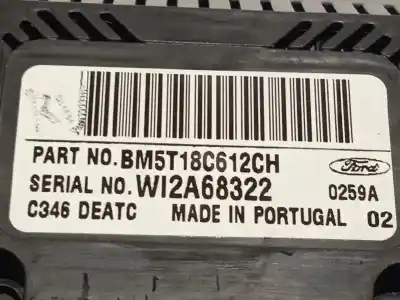 PART NO.BM5T18C612CH
Ford
SERIAL NO.WI2A68322
0259A
C346 DEATC MADE IN PORTUGAL 02